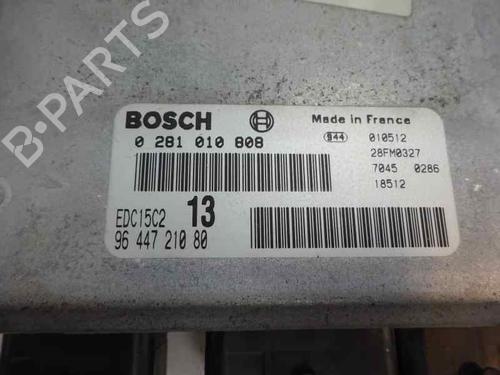 B-PARTS
BOSCH
Made in France
0 281 010 808
944 010512
28FM0327
7045 0286
18512
EDC15C2 13
96 447 210 80